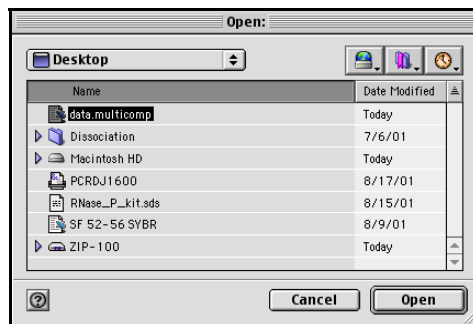 Open:
Desktop
Name Date Modified
data.multicomp Today
Dissociation 7/6/01
Macintosh HD Today
PCRDJ1600 8/17/01
RNase_P_kit.sds 8/15/01
SF 52-56 SYBR 8/9/01
ZIP-100 Today
? Cancel Open